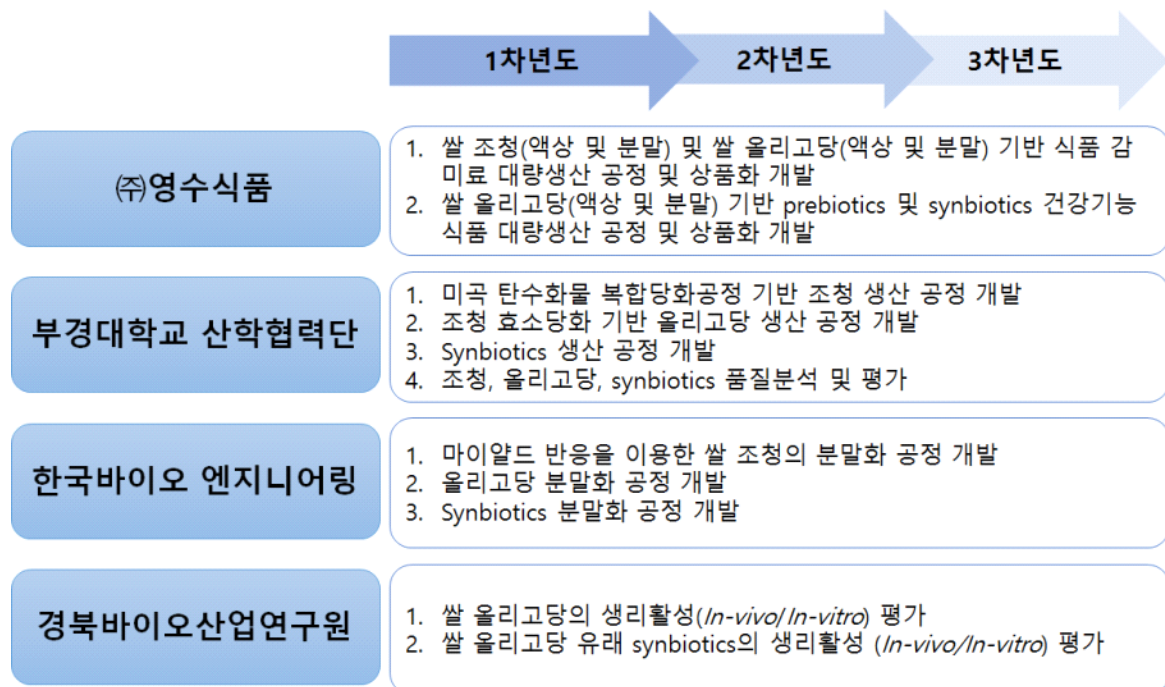 1차년도 2차년도 3차년도
㈜영수식품
1. 쌀 조청(액상 및 분말) 및 쌀 올리고당(액상 및 분말) 기반 식품 감
미료 대량생산 공정 및 상품화 개발
2. 쌀 올리고당(액상 및 분말) 기반 prebiotics 및 synbiotics 건강기능
식품 대량생산 공정 및 상품화 개발
부경대학교 산학협력단
1. 미곡 탄수화물 복합당화공정 기반 조청 생산 공정 개발
2. 조청 효소당화 기반 올리고당 생산 공정 개발
3. Synbiotics 생산 공정 개발
4. 조청, 올리고당, synbiotics 품질분석 및 평가
한국바이오 엔지니어링
1. 마이얄드 반응을 이용한 쌀 조청의 분말화 공정 개발
2. 올리고당 분말화 공정 개발
3. Synbiotics 분말화 공정 개발
경북바이오산업연구원
1. 쌀 올리고당의 생리활성(In-vivo/In-vitro) 평가
2. 쌀 올리고당 유래 synbiotics의 생리활성 (In-vivo/In-vitro) 평가